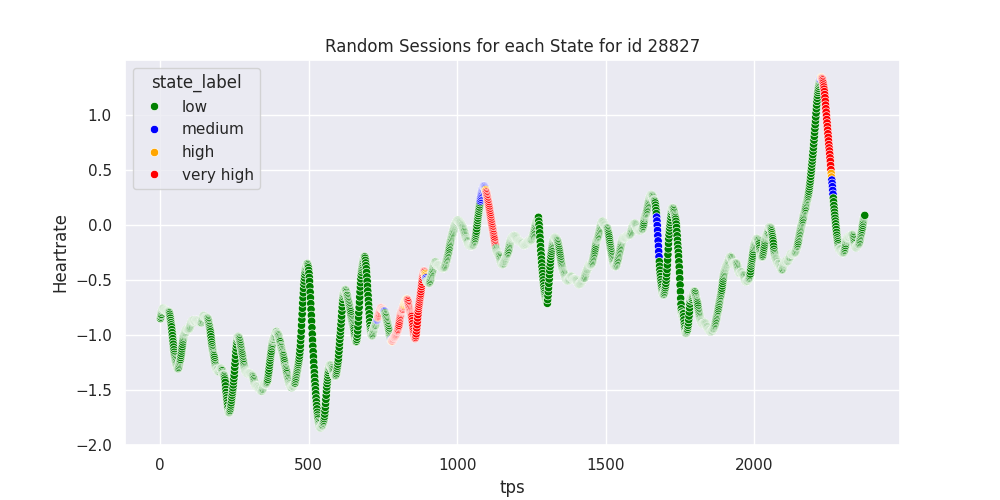 Random Sessions for each State for id 28827
state_label
low
medium
high
very high
Heartrate
1.0
0.5
0.0
−0.5
−1.0
−1.5
−2.0
0 500 1000 1500 2000
tps